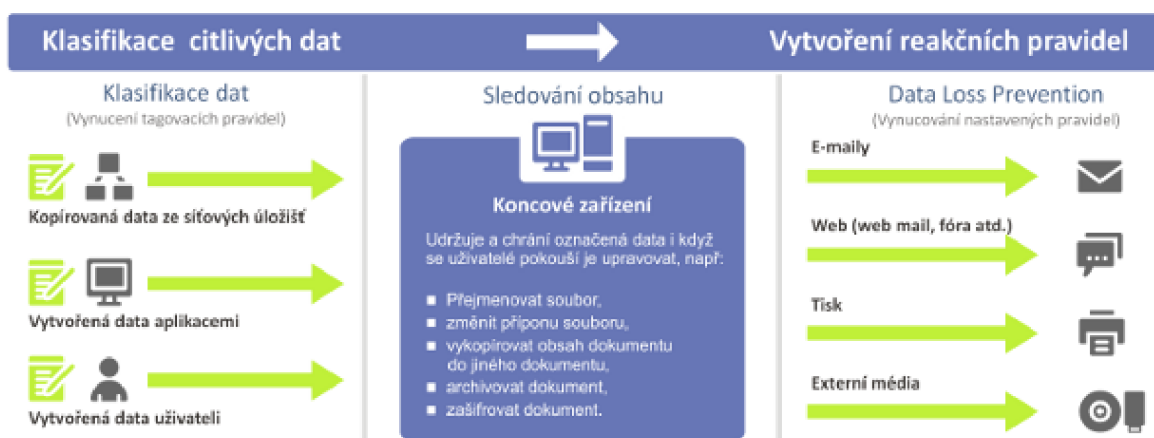 Klasifikace citlivých dat
Vytvoření reakčních pravidel
Klasifikace dat
(Vynucení tagovacích pravidel)
Kopírovaná data ze síťových úložišť
Vytvořená data aplikacemi
Vytvořená data uživateli
Sledování obsahu
Koncové zařízení
Udržuje a chrání označená data i když
se uživatelé pokouší je upravovat, např:
Přejmenovat soubor,
změnit příponu souboru,
vykopírovat obsah dokumentu
do jiného dokumentu,
archivovat dokument,
zašifrovat dokument.
Data Loss Prevention
(Vynucování nastavených pravidel)
E-maily
Web (web mail, fóra atd.)
Tisk
Externí média